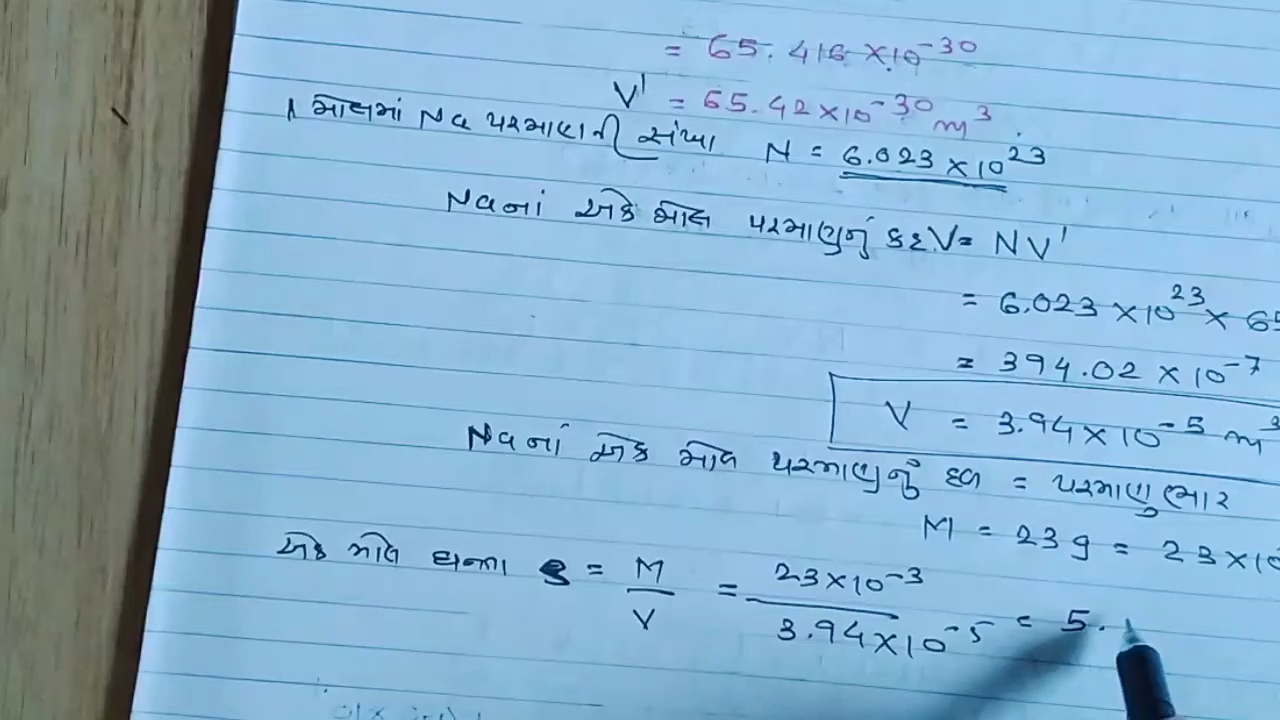 = 65.416 × 10⁻³⁰
V' = 65.42 × 10⁻³⁰ m³.
1 મોલમાં Na પરમાણુની સંખ્યા N = 6.023 × 10²³
Naનાં એક મોલ પરમાણુનું કદ V = NV'
= 6.023 × 10²³ × 65
= 394.02 × 10⁻⁷
V = 3.94 × 10⁻⁵ m³
Naનાં એક મોલ પરમાણુનું દળ = પરમાણુ ભાર
M = 23 g = 23 × 10
એક મોલ ઘનતા ρ = M/V = 23 × 10⁻³ / 3.94 × 10⁻⁵ = 5.